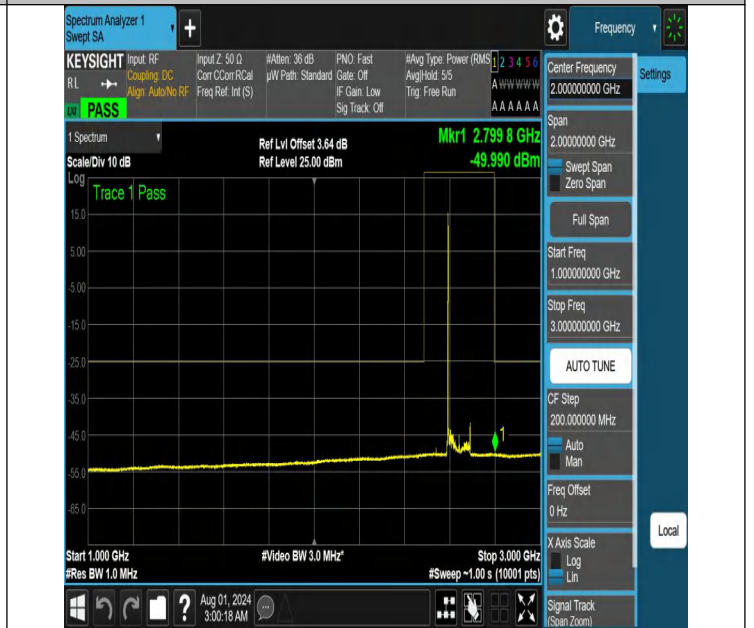 Spectrum Analyzer 1
Swept SA
+
Frequency
KEYSIGHT
RL
LXI
PASS
Input: RF
Coupling: DC
Align: Auto/No RF
Input Z: 50 Ω
Corr CCorr RCal
Freq Ref: Int (S)
#Atten: 36 dB
µW Path: Standard
PNO: Fast
Gate: Off
IF Gain: Low
Sig Track: Off
#Avg Type: Power (RMS
Avg|Hold: 5/5
Trig: Free Run
1 2 3 4 5 6
A W W W W W
A A A A A A
1 Spectrum
Scale/Div 10 dB
Ref Lvl Offset 3.64 dB
Ref Level 25.00 dBm
Mkr1 2.799 8 GHz
-49.990 dBm
Log
Trace 1 Pass
15.0
5.00
-5.00
-15.0
-25.0
-35.0
-45.0
-55.0
-65.0
1
Start 1.000 GHz
#Res BW 1.0 MHz
#Video BW 3.0 MHz*
Stop 3.000 GHz
#Sweep ~1.00 s (10001 pts)
?
Aug 01, 2024
3:00:18 AM
Center Frequency
2.000000000 GHz
Settings
Span
2.00000000 GHz
Swept Span
Zero Span
Full Span
Start Freq
1.000000000 GHz
Stop Freq
3.000000000 GHz
AUTO TUNE
CF Step
200.000000 MHz
Auto
Man
Freq Offset
0 Hz
Local
X Axis Scale
Log
Lin
Signal Track
(Span Zoom)